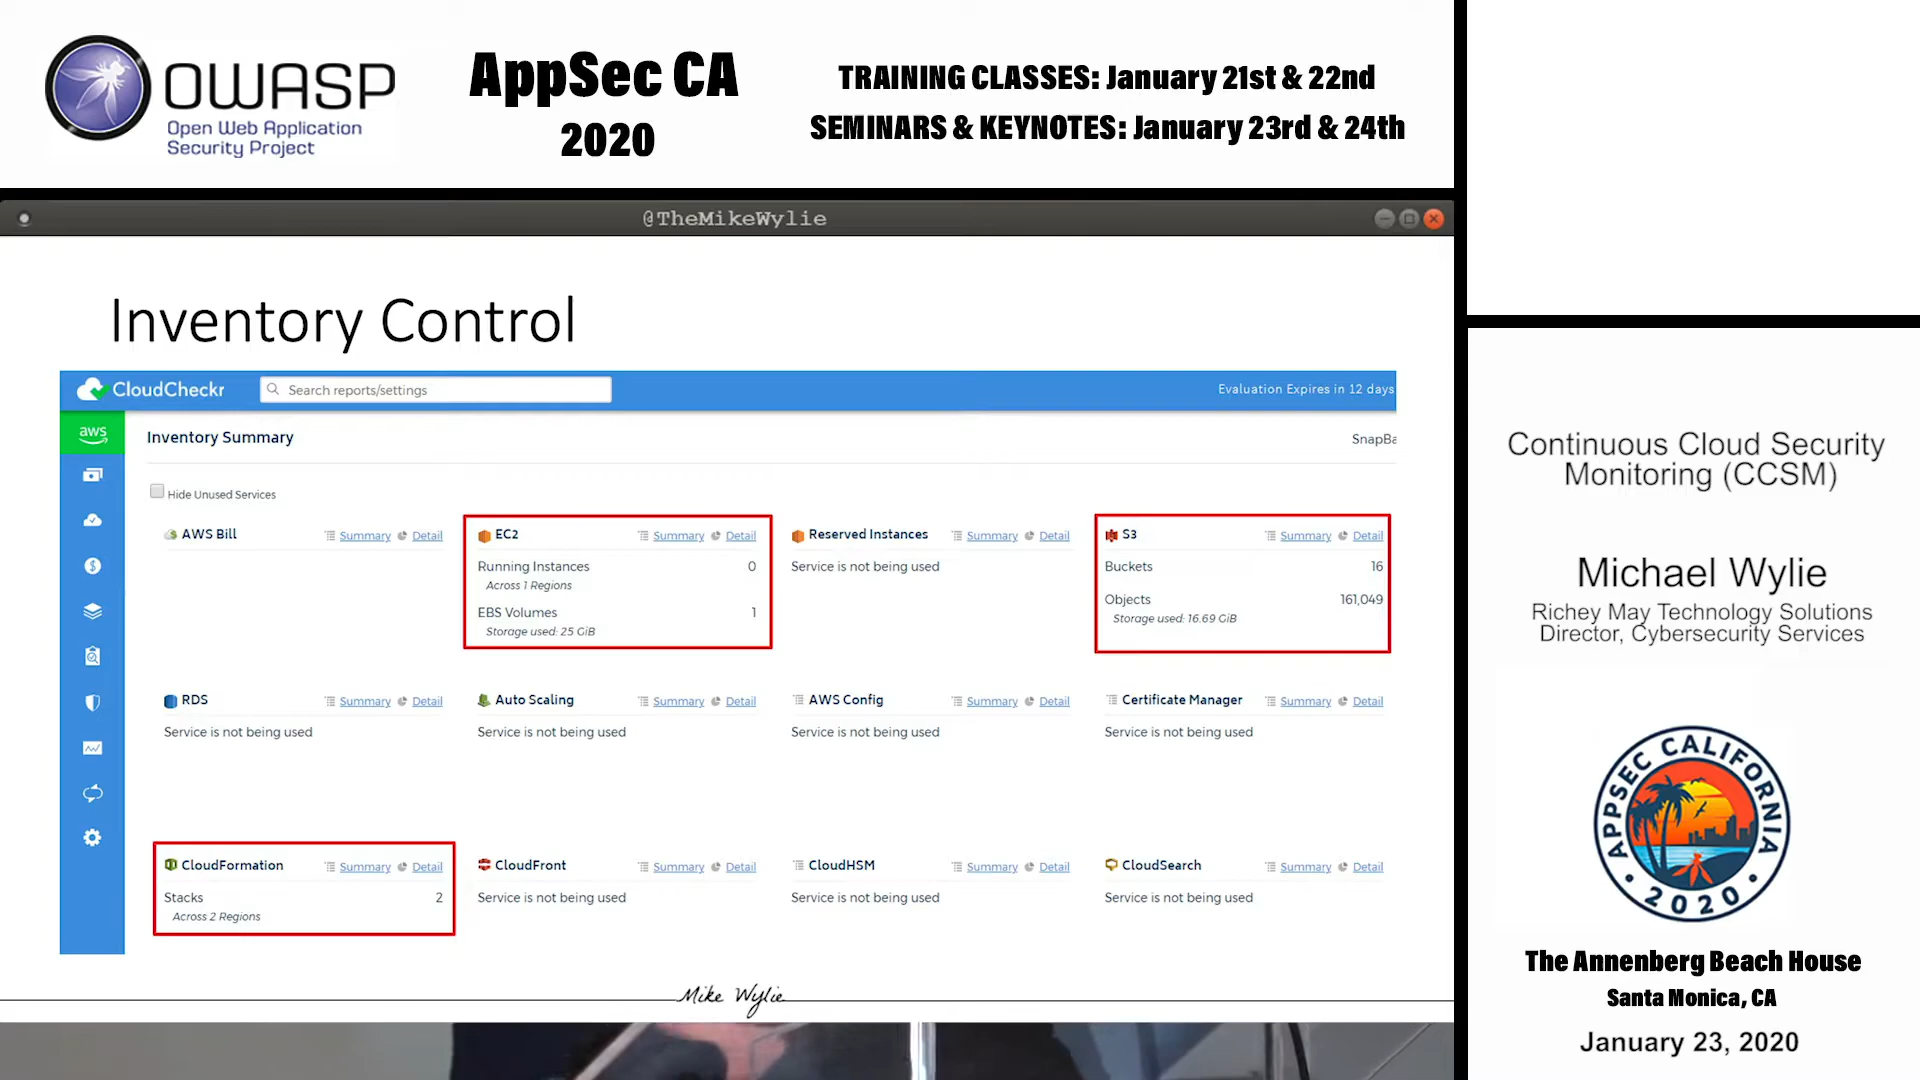 OWASP
Open Web Application
Security Project
AppSec CA
2020
TRAINING CLASSES: January 21st & 22nd
SEMINARS & KEYNOTES: January 23rd & 24th
@TheMikeWylie
Inventory Control
CloudCheckr
Search reports/settings
Evaluation Expires in 12 days
aws
Inventory Summary
SnapBa
Hide Unused Services
AWS Bill Summary Detail
EC2 Summary Detail
Running Instances 0
Across 1 Regions
EBS Volumes 1
Storage used: 25 GiB
Reserved Instances Summary Detail
Service is not being used
S3 Summary Detail
Buckets 16
Objects 161,049
Storage used: 16.69 GiB
RDS Summary Detail
Service is not being used
Auto Scaling Summary Detail
Service is not being used
AWS Config Summary Detail
Service is not being used
Certificate Manager Summary Detail
Service is not being used
CloudFormation Summary Detail
Stacks 2
Across 2 Regions
CloudFront Summary Detail
Service is not being used
CloudHSM Summary Detail
Service is not being used
CloudSearch Summary Detail
Service is not being used
Mike Wylie
Continuous Cloud Security
Monitoring (CCSM)
Michael Wylie
Richey May Technology Solutions
Director, Cybersecurity Services
APPSEC CALIFORNIA
• 2020 •
The Annenberg Beach House
Santa Monica, CA
January 23, 2020